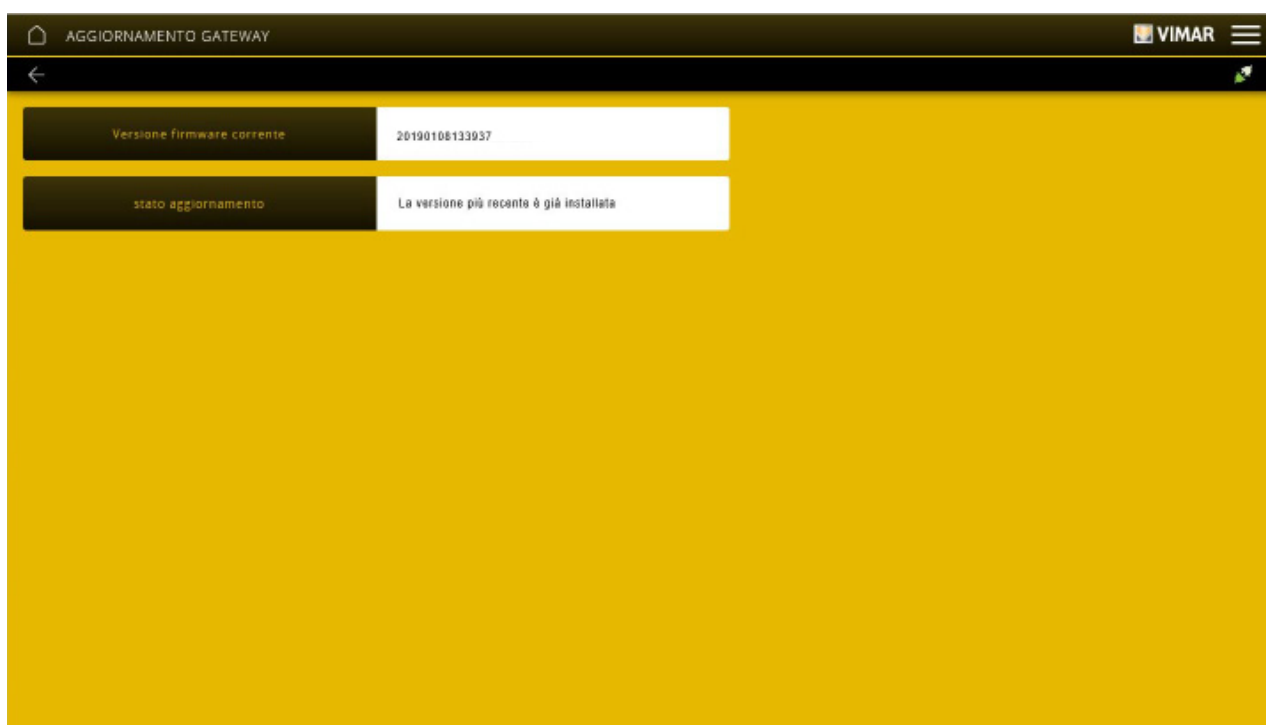 AGGIORNAMENTO GATEWAY
VIMAR
Versione firmware corrente
20190108133937
stato aggiornamento
La versione più recente è già installata